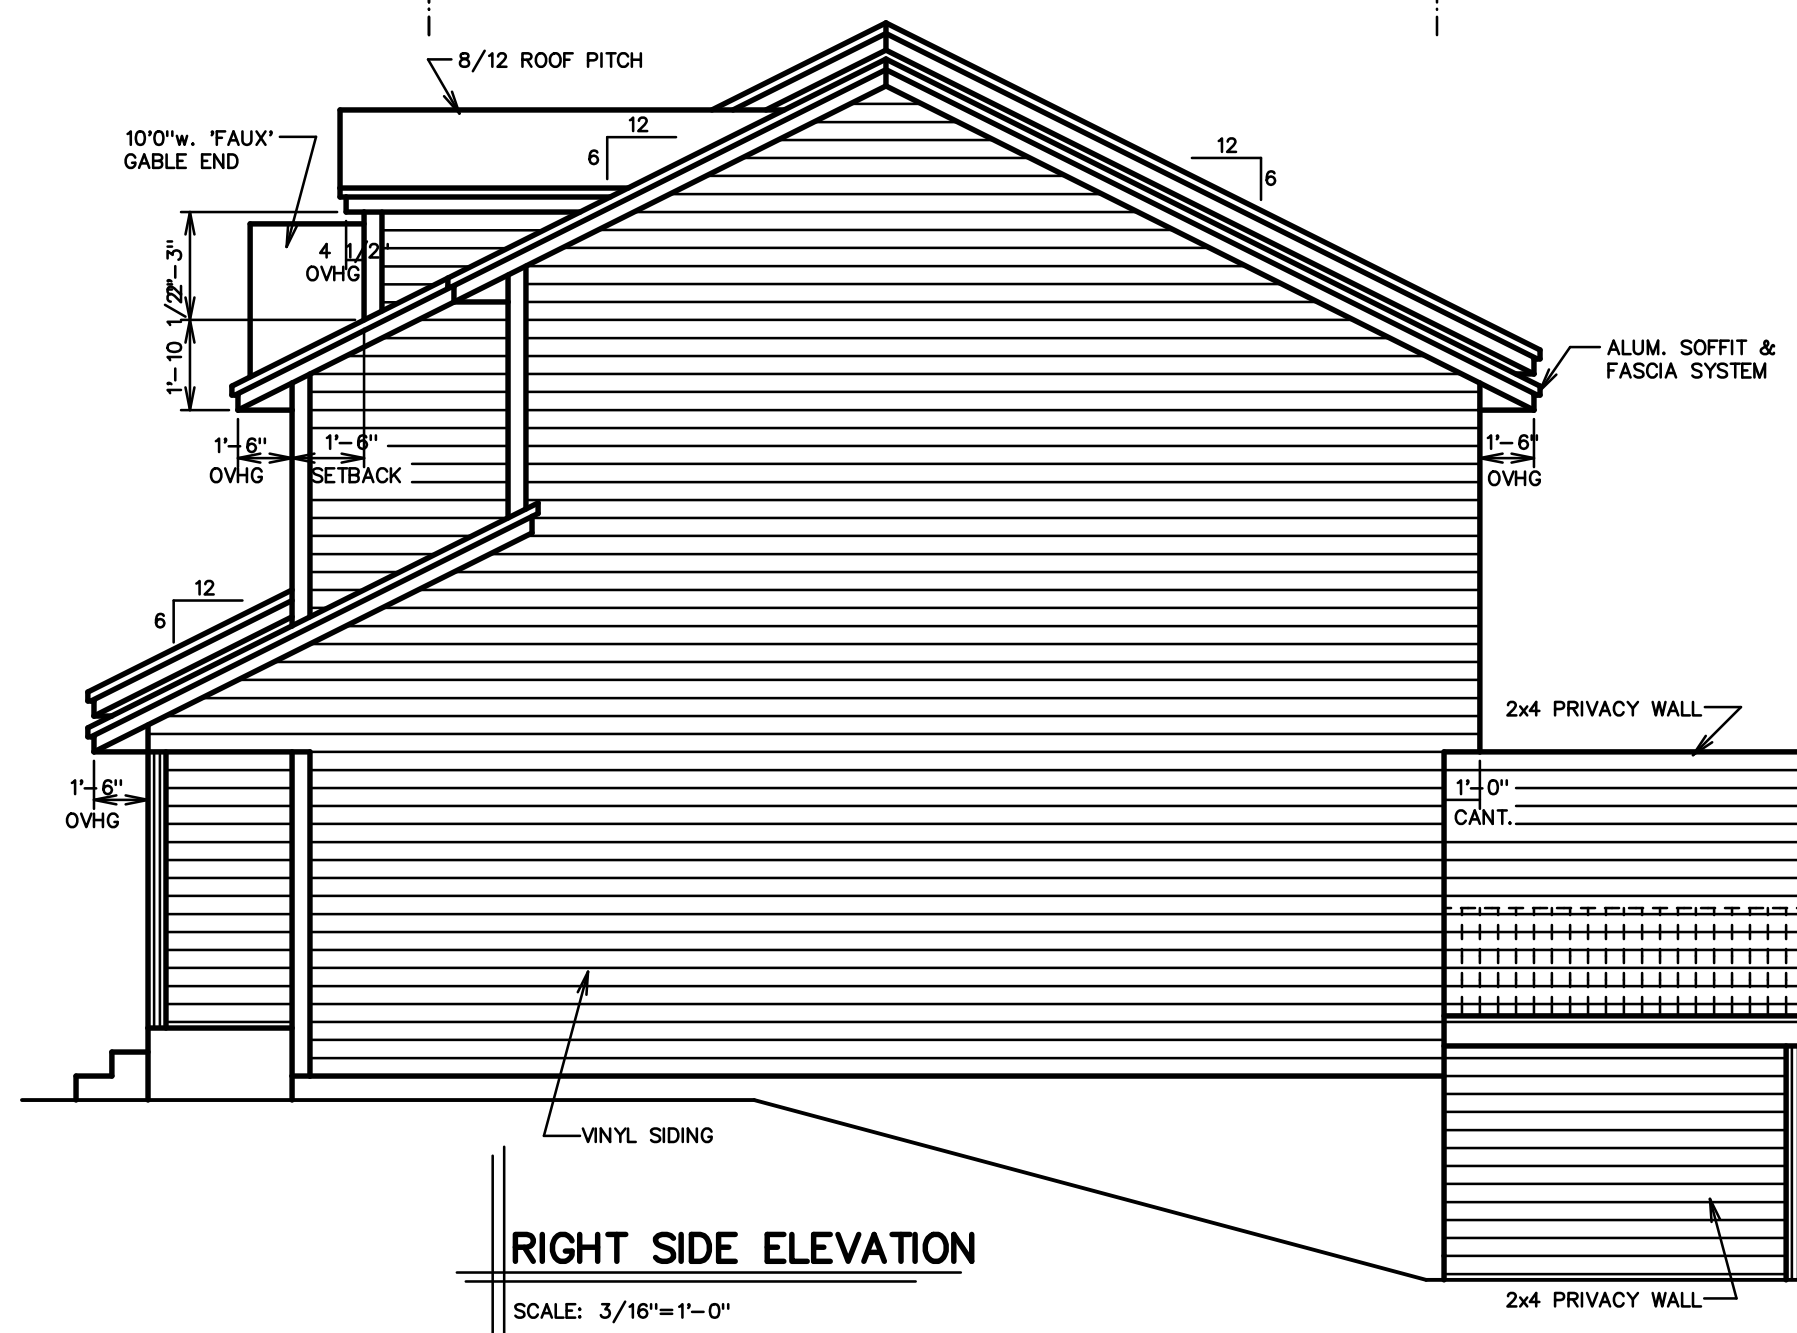 8/12 ROOF PITCH
10'0"w. 'FAUX'
GABLE END
12
6
12
6
4 1/2"
OVHG
2'-3"
1'-10 1/2"
ALUM. SOFFIT &
FASCIA SYSTEM
1'-6"
OVHG
1'-6"
SETBACK
1'-6"
OVHG
12
6
2x4 PRIVACY WALL
1'-6"
OVHG
1'-0"
CANT.
VINYL SIDING
RIGHT SIDE ELEVATION
SCALE: 3/16"=1'-0"
2x4 PRIVACY WALL